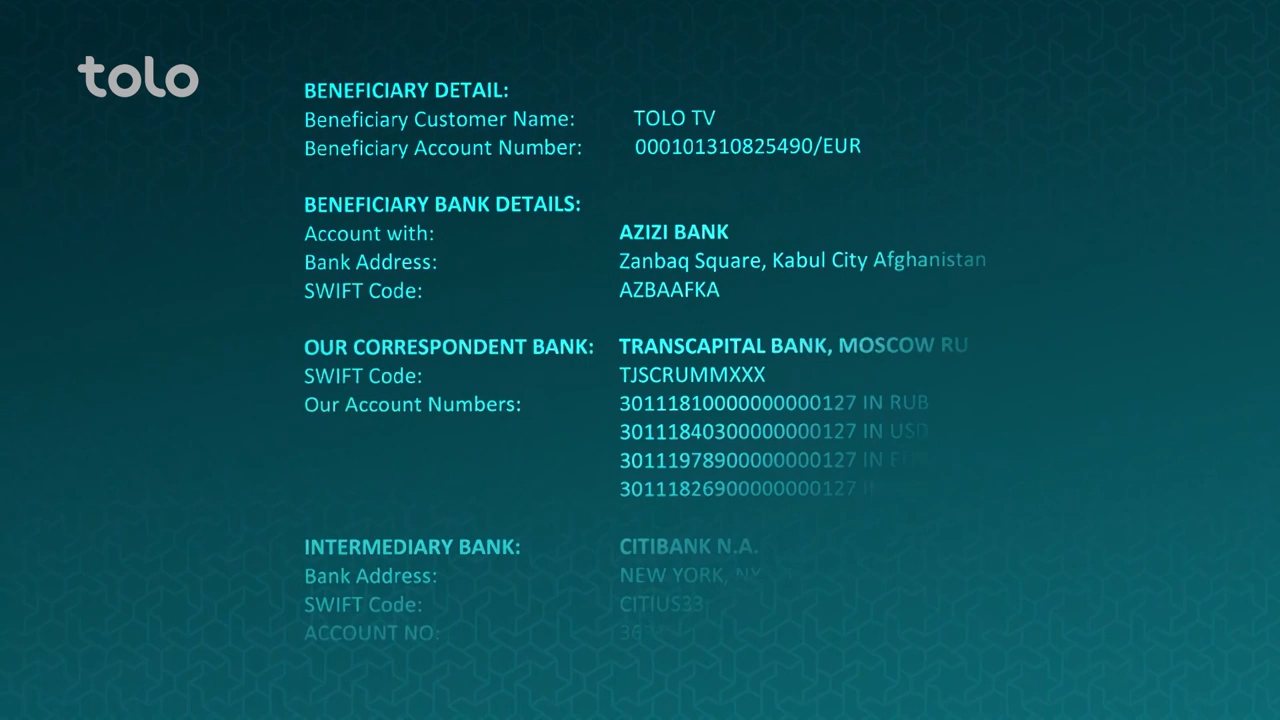 tolo
BENEFICIARY DETAIL:
Beneficiary Customer Name: TOLO TV
Beneficiary Account Number: 000101310825490/EUR
BENEFICIARY BANK DETAILS:
Account with: AZIZI BANK
Bank Address: Zanbaq Square, Kabul City Afghanistan
SWIFT Code: AZBAAFKA
OUR CORRESPONDENT BANK: TRANSCAPITAL BANK, MOSCOW RU
SWIFT Code: TJSCRUMMXXX
Our Account Numbers: 30111810000000000127 IN RUB
30111840300000000127 IN USD
30111978900000000127 IN
30111826900000000127
INTERMEDIARY BANK: CITIBANK N.A.
Bank Address: NEW YORK, NY
SWIFT Code: CITIUS33
ACCOUNT NO: